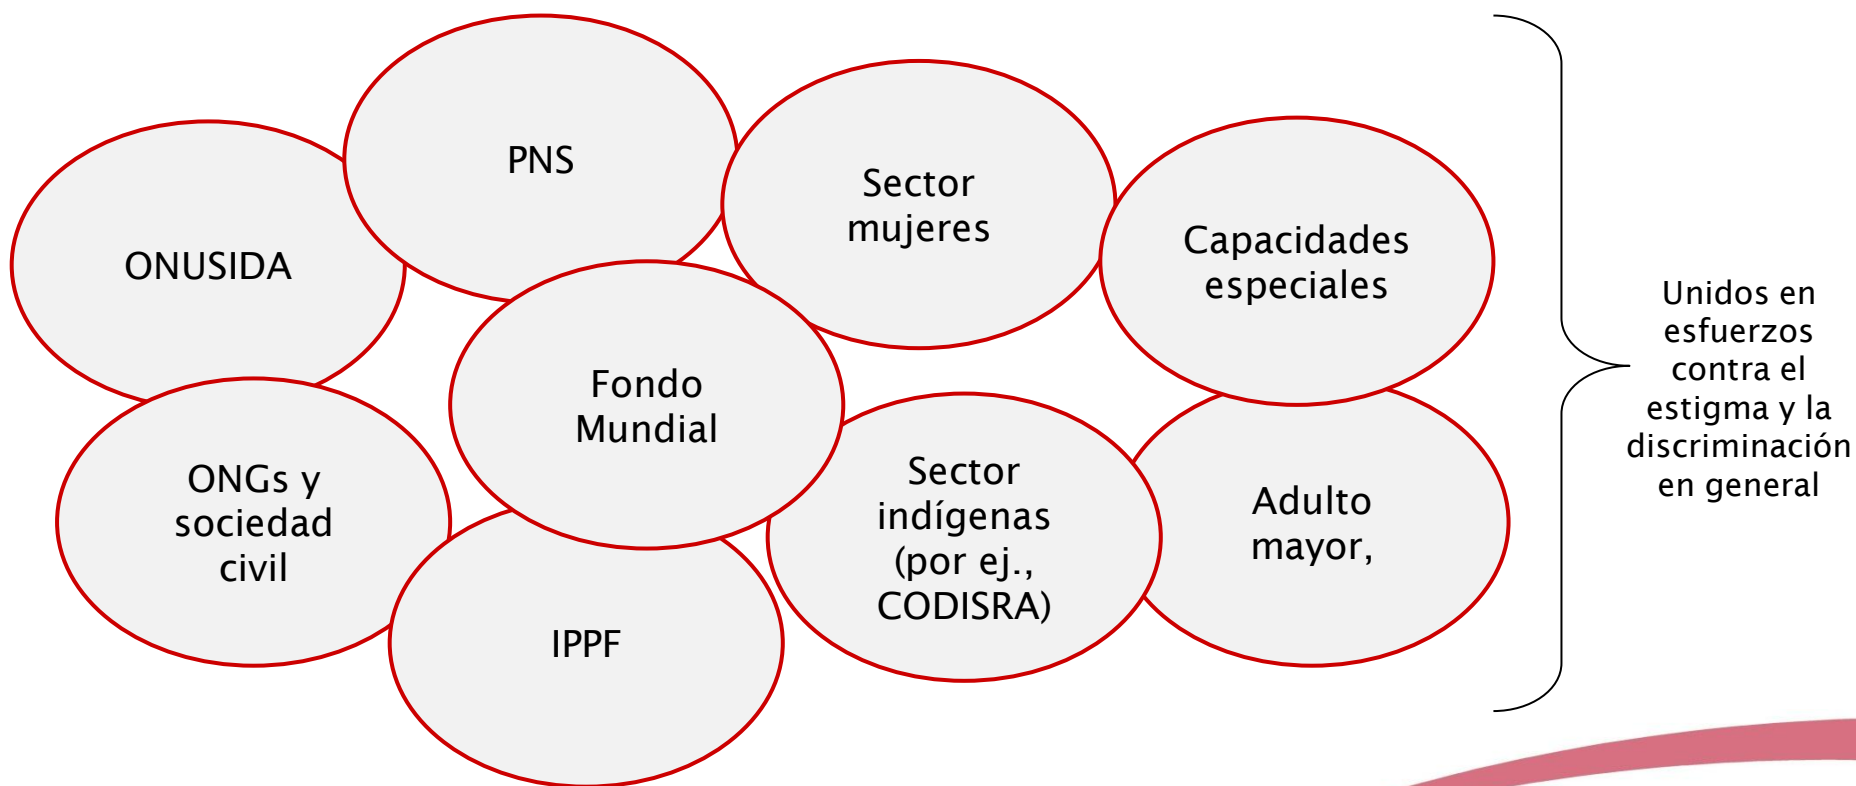 PNS
Sector
mujeres
Capacidades
especiales
ONUSIDA
Fondo
Mundial
ONGs y
sociedad
civil
Sector
indígenas
(por ej.,
CODISRA)
Adulto
mayor,
IPPF
Unidos en
esfuerzos
contra el
estigma y la
discriminación
en general